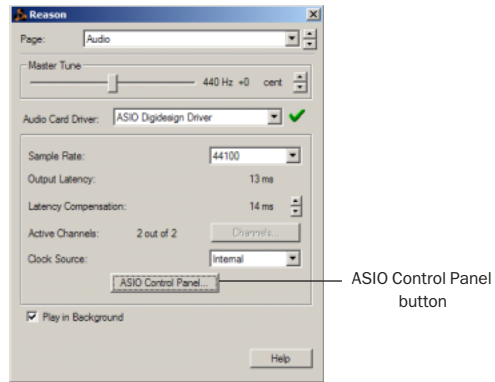 Reason
Page: Audio
Master Tune
440 Hz +0 cent
Audio Card Driver: ASIO Digidesign Driver
Sample Rate: 44100
Output Latency: 13 ms
Latency Compensation: 14 ms
Active Channels: 2 out of 2 Channels...
Clock Source: Internal
ASIO Control Panel...
ASIO Control Panel
button
Play in Background
Help